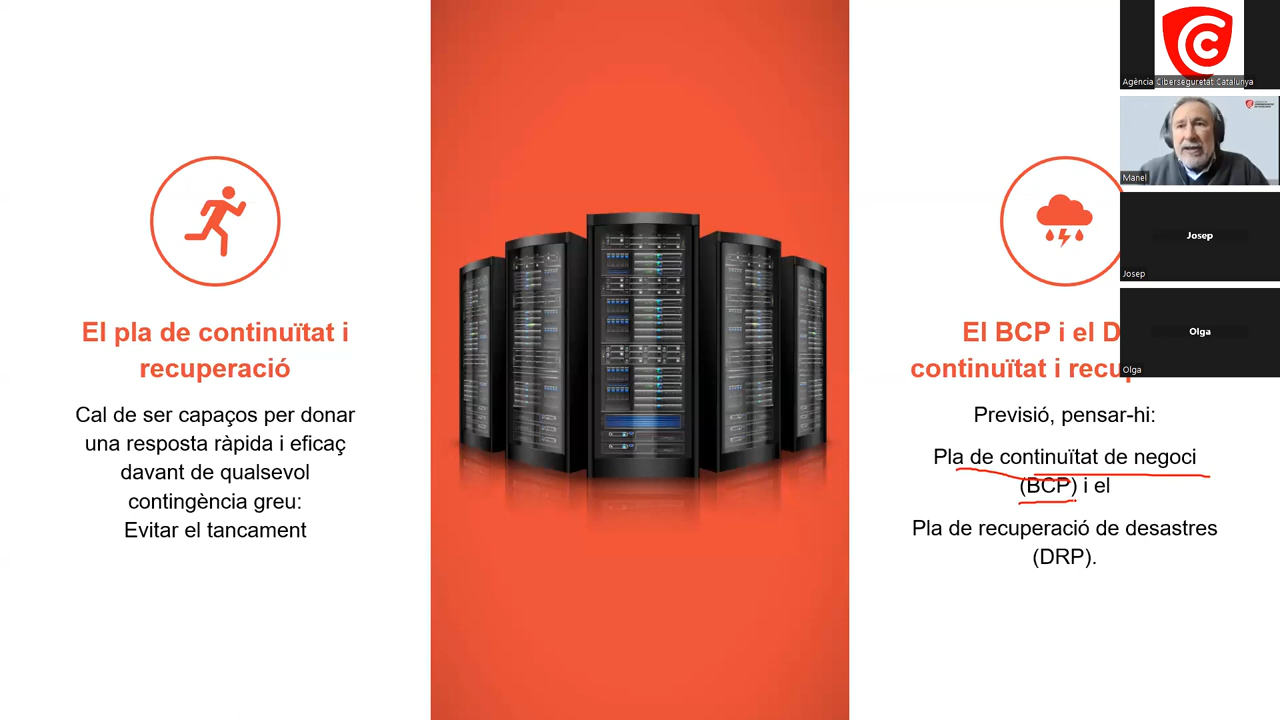 El pla de continuïtat i
recuperació
Cal de ser capaços per donar
una resposta ràpida i eficaç
davant de qualsevol
contingència greu:
Evitar el tancament
El BCP i el D
continuïtat i recup
Previsió, pensar-hi:
Pla de continuïtat de negoci
(BCP) i el
Pla de recuperació de desastres
(DRP).
Agència Ciberseguretat Catalunya
Manel
Josep
Josep
Olga
Olga